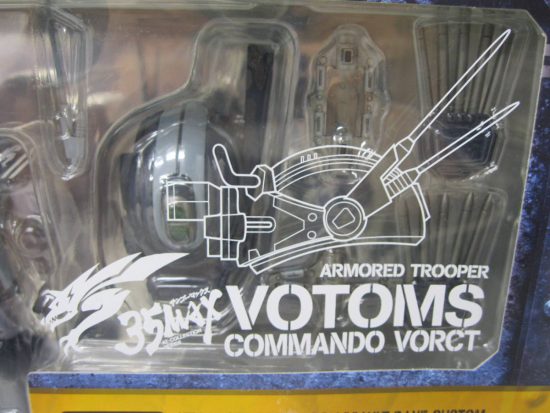 ARMORED TROOPER
35MAX
VOTOMS
COMMANDO VORCT